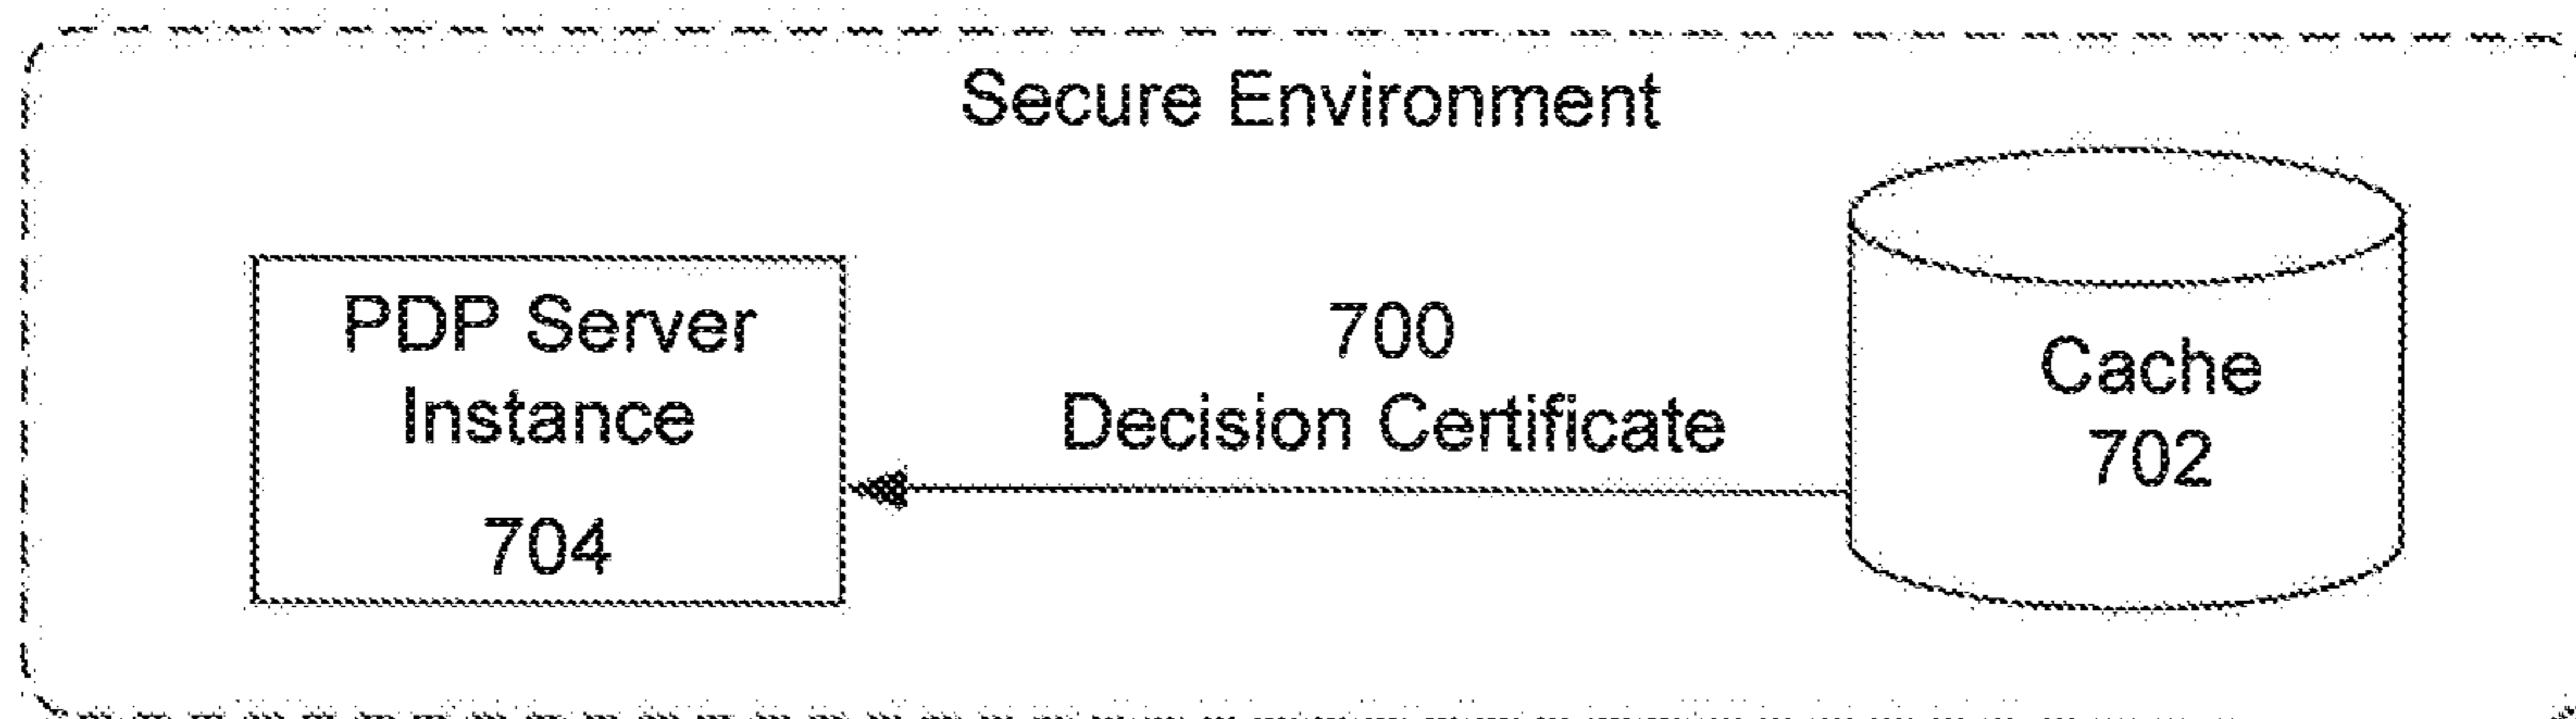 Secure Environment
PDP Server
Instance
704
700
Decision Certificate
Cache
702